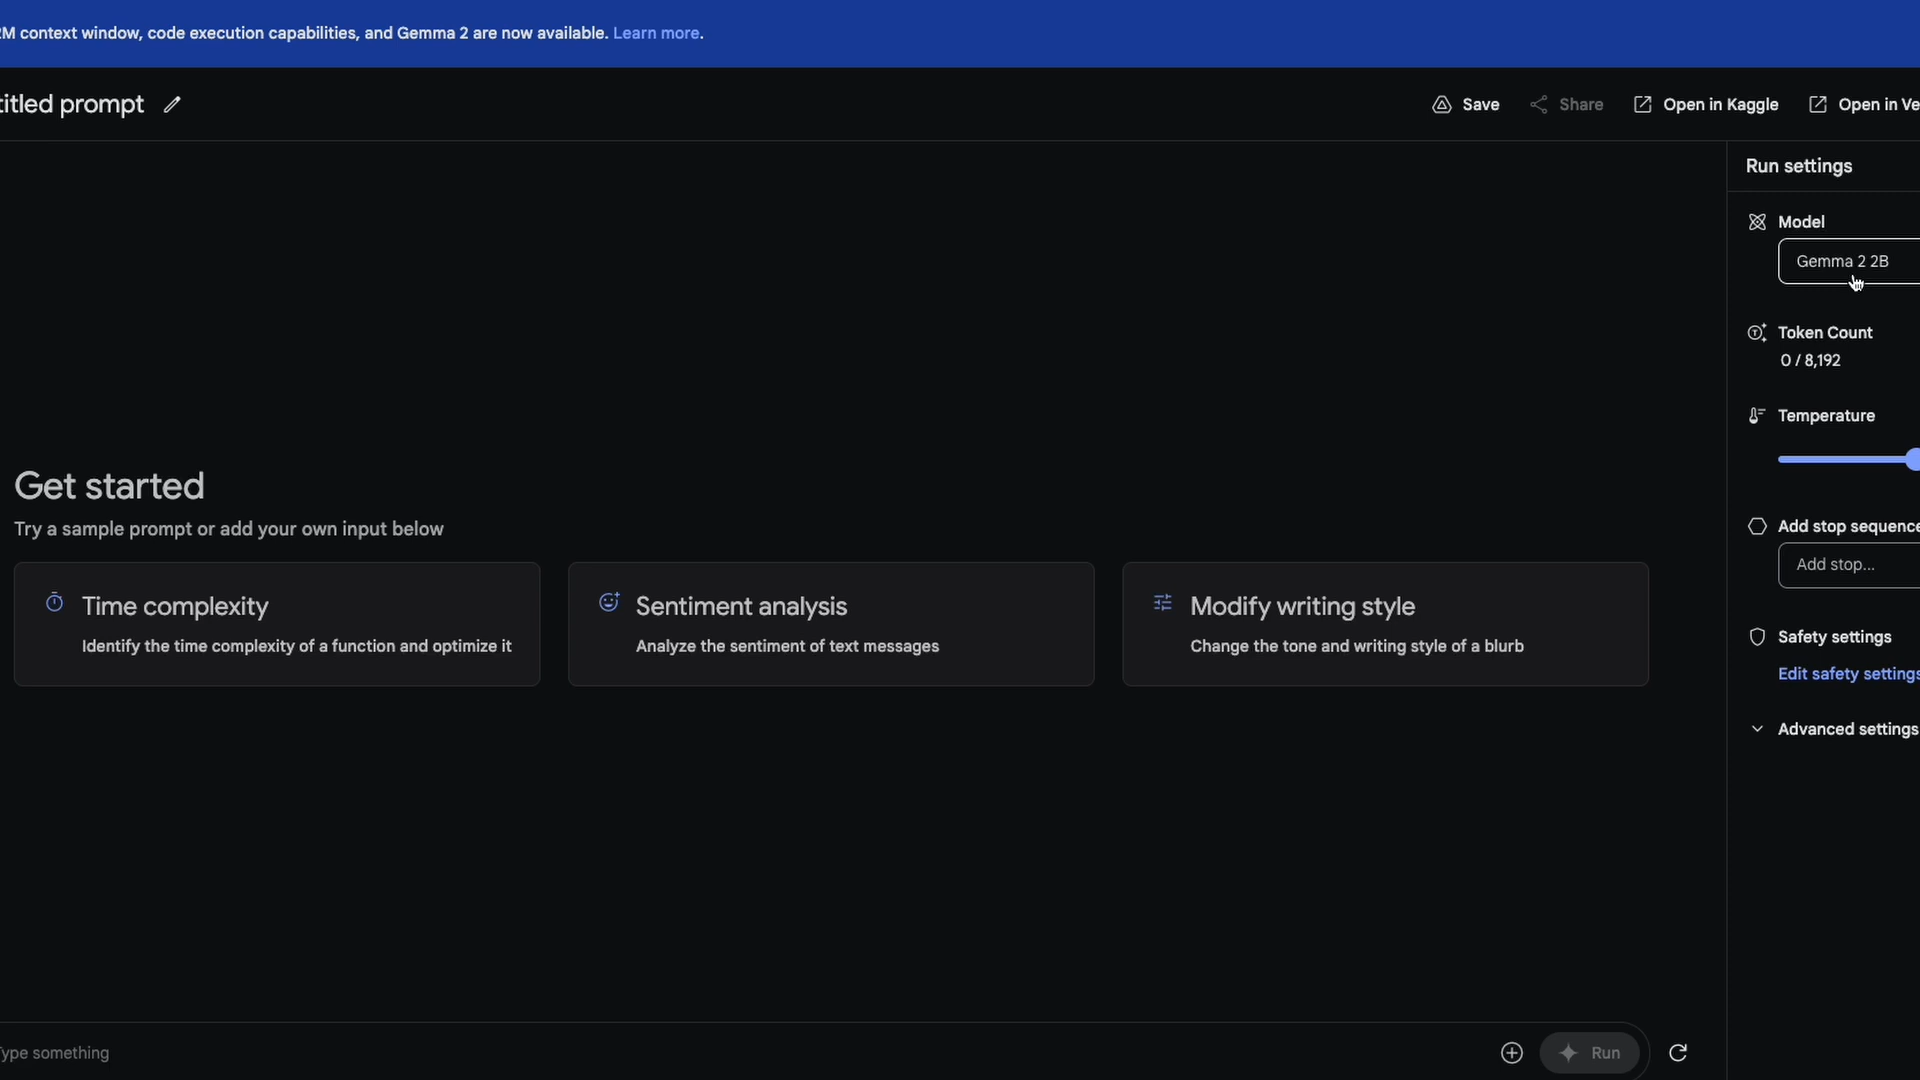 M context window, code execution capabilities, and Gemma 2 are now available. Learn more.
titled prompt
Save
Share
Open in Kaggle
Open in Ve
Run settings
Model
Gemma 2 2B
Token Count
0 / 8,192
Temperature
Get started
Try a sample prompt or add your own input below
Add stop sequence
Add stop...
Time complexity
Identify the time complexity of a function and optimize it
Sentiment analysis
Analyze the sentiment of text messages
Modify writing style
Change the tone and writing style of a blurb
Safety settings
Edit safety settings
Advanced settings
Type something
Run